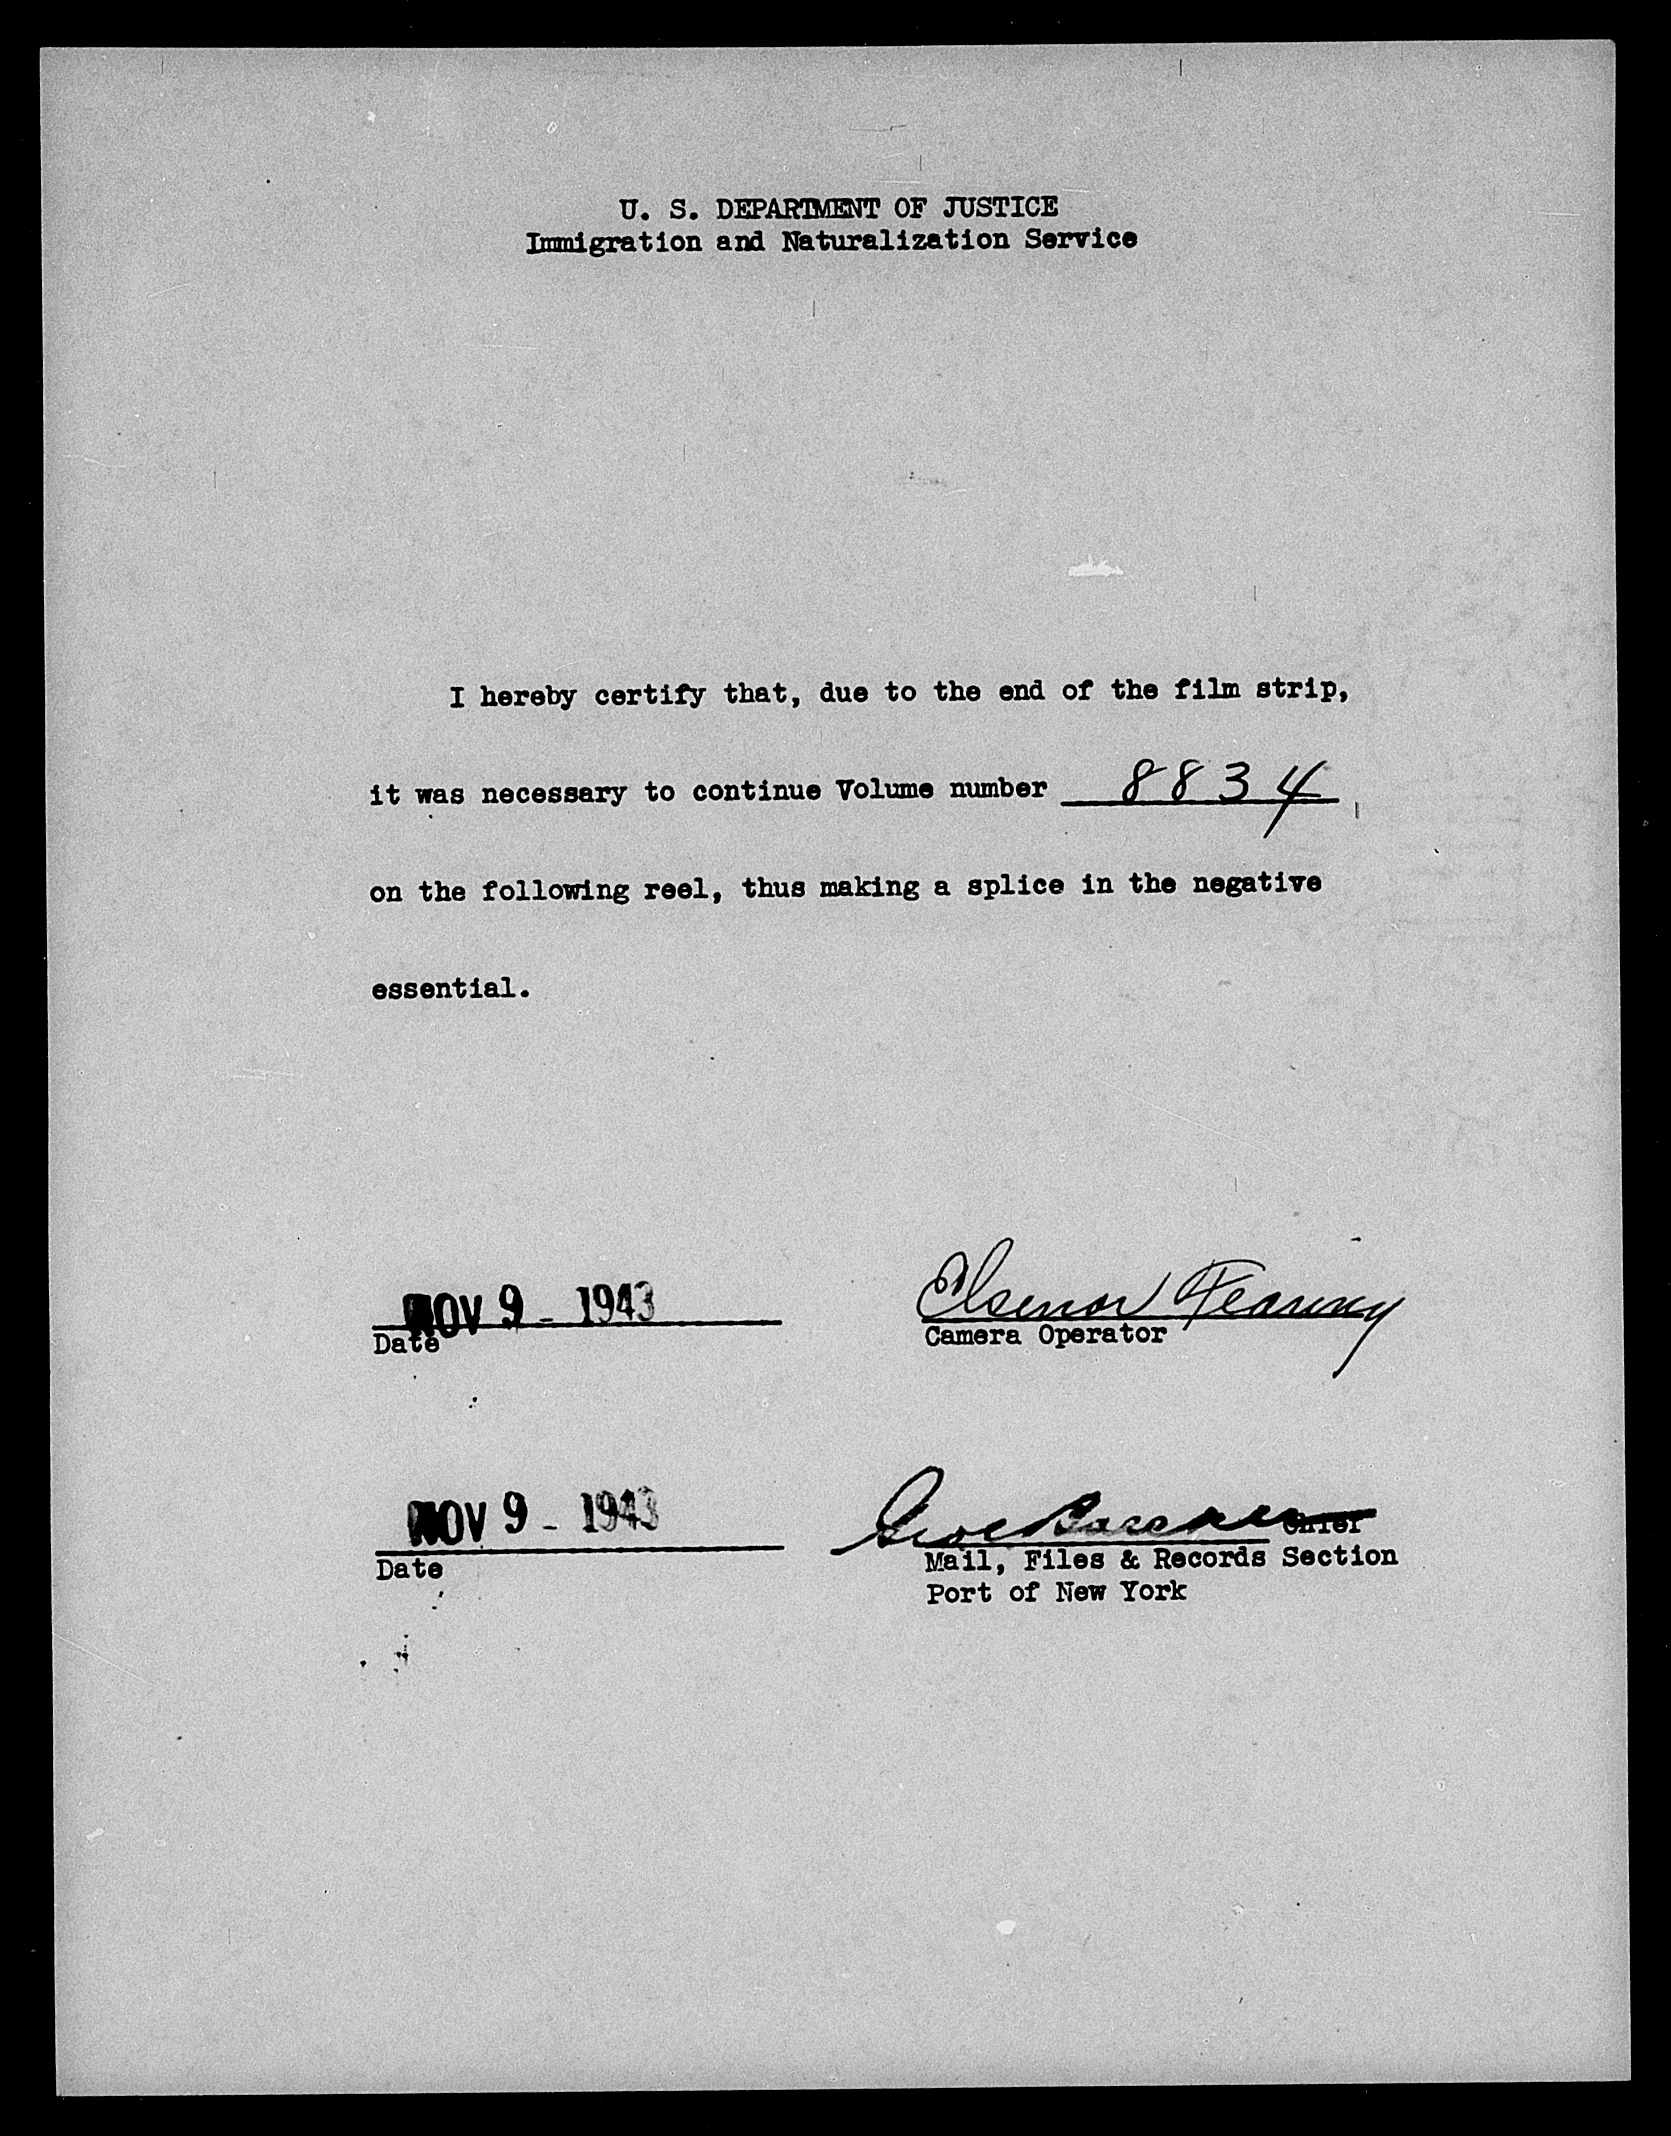 U. S. DEPARTMENT OF JUSTICE
Immigration and Naturalization Service
I hereby certify that, due to the end of the film strip,
it was necessary to continue Volume number 8834
on the following reel, thus making a splice in the negative
essential.
NOV 9 - 1943
Date
Camera Operator
NOV 9 - 1943
Chief
Date
Mail, Files & Records Section
Port of New York